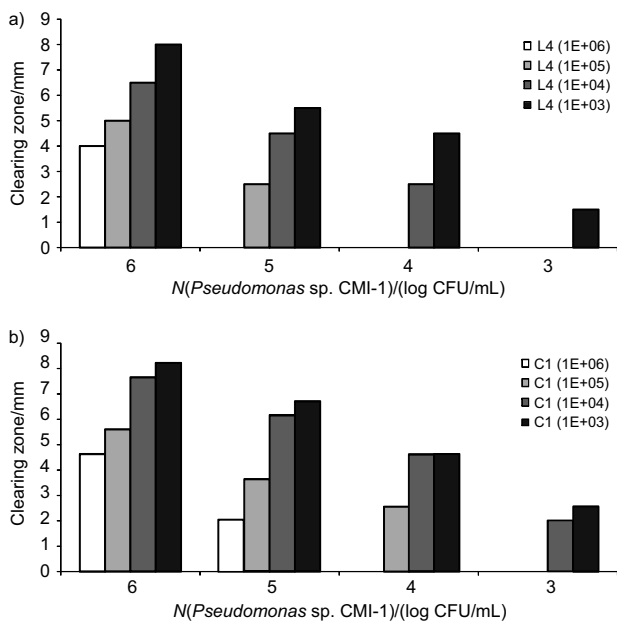 a)
9
8
7
6
5
4
3
2
1
0
Clearing zone/mm
L4 (1E+06)
L4 (1E+05)
L4 (1E+04)
L4 (1E+03)
6 5 4 3
N(Pseudomonas sp. CMI-1)/(log CFU/mL)
b)
9
8
7
6
5
4
3
2
1
0
Clearing zone/mm
C1 (1E+06)
C1 (1E+05)
C1 (1E+04)
C1 (1E+03)
6 5 4 3
N(Pseudomonas sp. CMI-1)/(log CFU/mL)